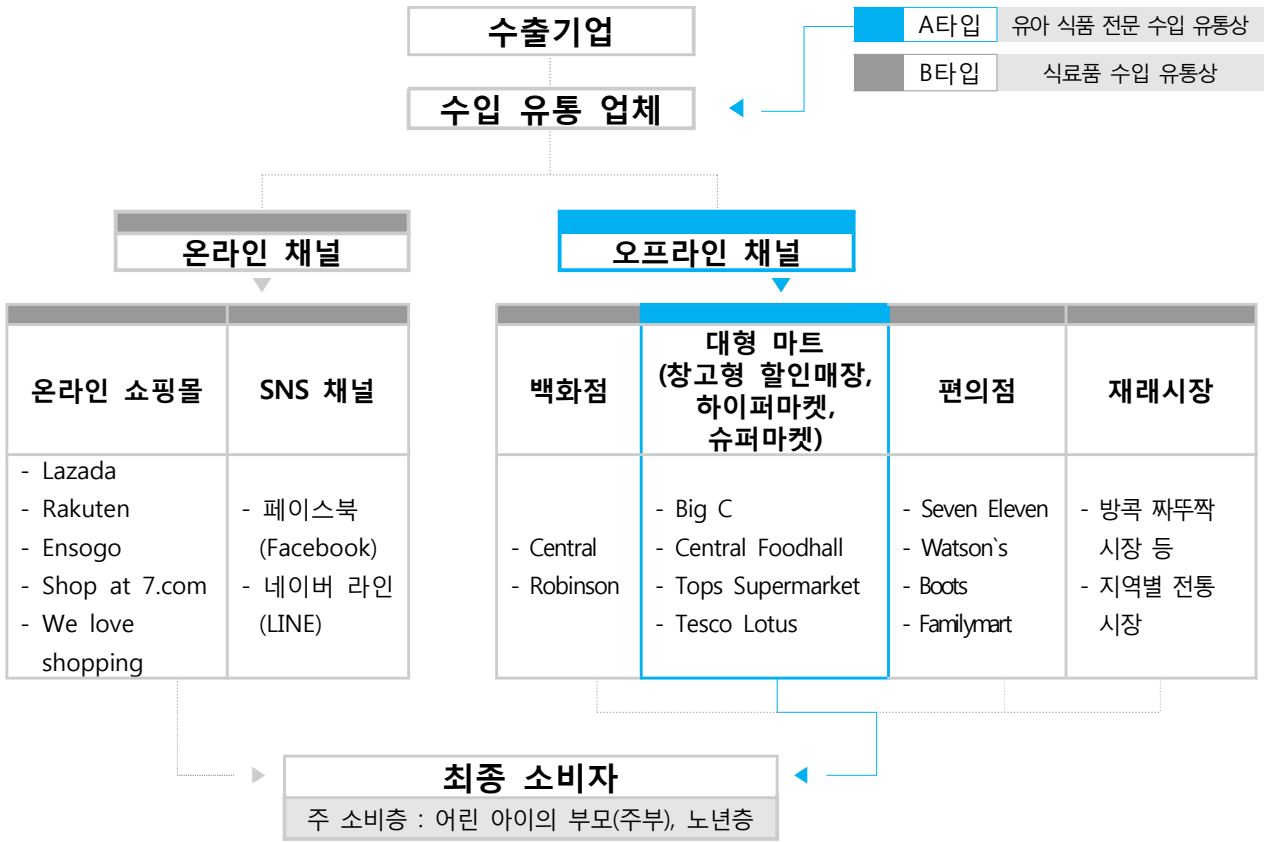 수출기업
A타입 유아 식품 전문 수입 유통상
B타입 식료품 수입 유통상
수입 유통 업체
온라인 채널
오프라인 채널
온라인 쇼핑몰
SNS 채널
백화점
대형 마트
(창고형 할인매장,
하이퍼마켓,
슈퍼마켓)
편의점
재래시장
- Lazada
- Rakuten
- Ensogo
- Shop at 7.com
- We love
shopping
- 페이스북
(Facebook)
- 네이버 라인
(LINE)
- Central
- Robinson
- Big C
- Central Foodhall
- Tops Supermarket
- Tesco Lotus
- Seven Eleven
- Watson`s
- Boots
- Familymart
- 방콕 짜뚜짝
시장 등
- 지역별 전통
시장
최종 소비자
주 소비층 : 어린 아이의 부모(주부), 노년층